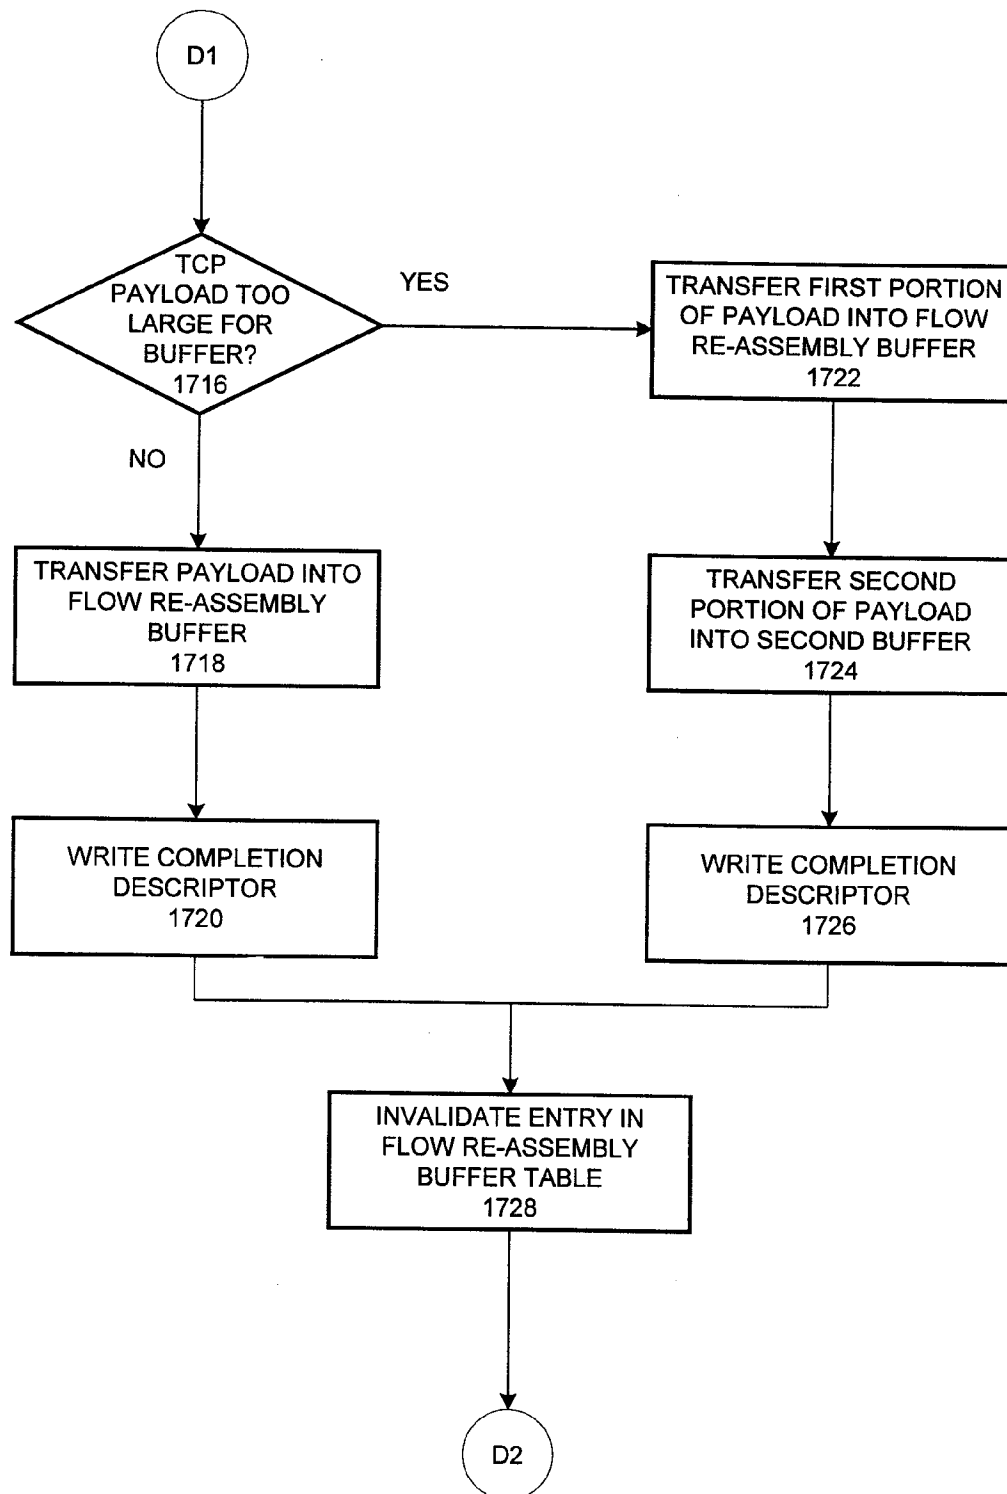 D1
TCP
PAYLOAD TOO
LARGE FOR
BUFFER?
1716
YES
NO
TRANSFER FIRST PORTION
OF PAYLOAD INTO FLOW
RE-ASSEMBLY BUFFER
1722
TRANSFER PAYLOAD INTO
FLOW RE-ASSEMBLY
BUFFER
1718
TRANSFER SECOND
PORTION OF PAYLOAD
INTO SECOND BUFFER
1724
WRITE COMPLETION
DESCRIPTOR
1720
WRITE COMPLETION
DESCRIPTOR
1726
INVALIDATE ENTRY IN
FLOW RE-ASSEMBLY
BUFFER TABLE
1728
D2